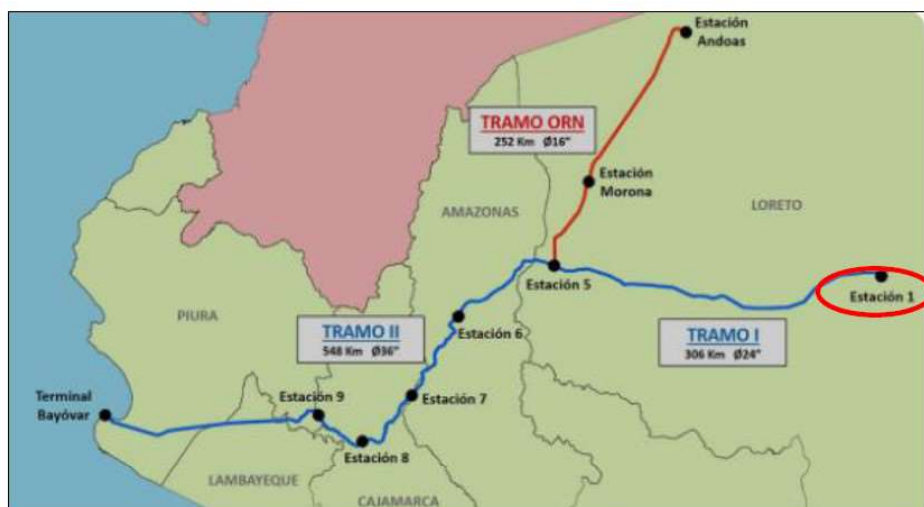 Estación
Andoas
TRAMO ORN
252 Km Ø16"
Estación
Morona
LORETO
AMAZONAS
Estación 5
Estación 1
PIURA
TRAMO II
548 Km Ø36"
Estación 6
TRAMO I
306 Km Ø24"
Terminal
Bayóvar
Estación 9
Estación 7
Estación 8
LAMBAYEQUE
CAJAMARCA